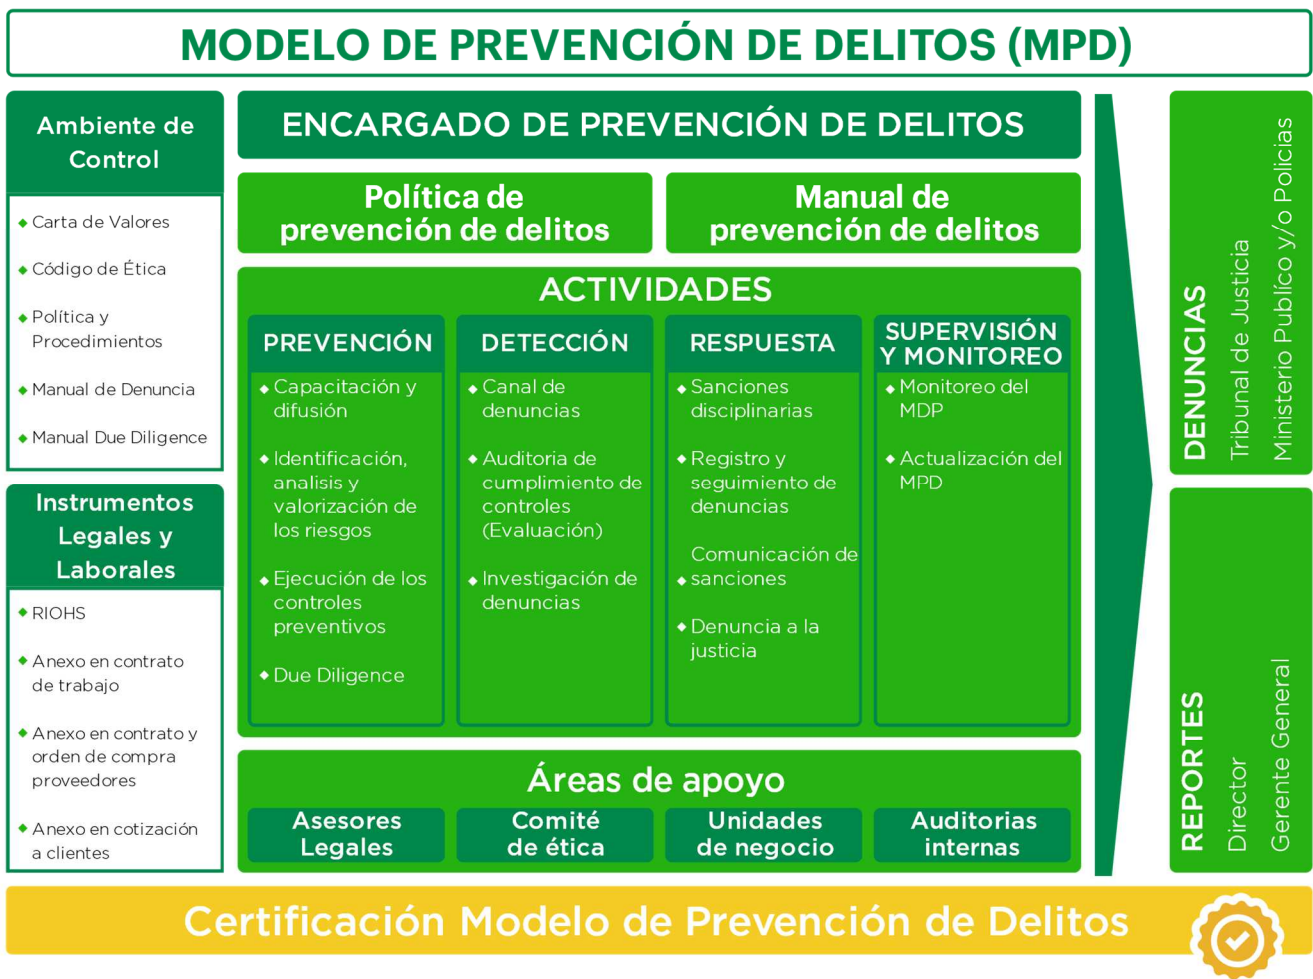 MODELO DE PREVENCIÓN DE DELITOS (MPD)
Ambiente de
Control
Carta de Valores
Código de Ética
Política y
Procedimientos
Manual de Denuncia
Manual Due Diligence
Instrumentos
Legales y
Laborales
RIOHS
Anexo en contrato
de trabajo
Anexo en contrato y
orden de compra
proveedores
Anexo en cotización
a clientes
ENCARGADO DE PREVENCIÓN DE DELITOS
Política de
prevención de delitos
Manual de
prevención de delitos
ACTIVIDADES
PREVENCIÓN
Capacitación y
difusión
Identificación,
analisis y
valorización de
los riesgos
Ejecución de los
controles
preventivos
Due Diligence
DETECCIÓN
Canal de
denuncias
Auditoria de
cumplimiento de
controles
(Evaluación)
Investigación de
denuncias
RESPUESTA
Sanciones
disciplinarias
Registro y
seguimiento de
denuncias
Comunicación de
sanciones
Denuncia a la
justicia
SUPERVISIÓN
Y MONITOREO
Monitoreo del
MDP
Actualización del
MPD
Áreas de apoyo
Asesores
Legales
Comité
de ética
Unidades
de negocio
Auditorias
internas
DENUNCIAS
Tribunal de Justicia
Ministerio Publíco y/o Policias
REPORTES
Director
Gerente General
Certificación Modelo de Prevención de Delitos